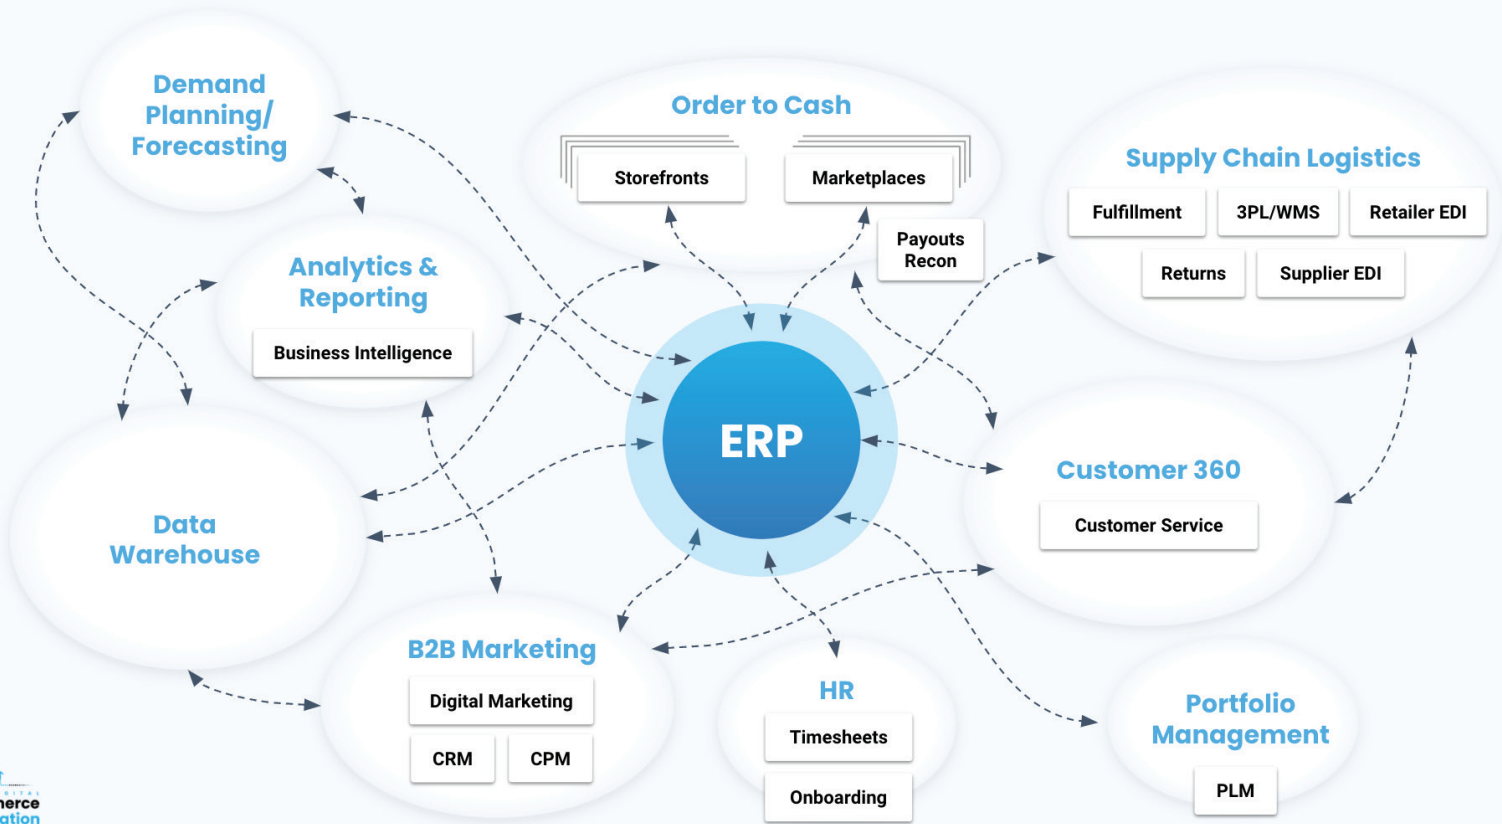 Demand
Planning/
Forecasting
Order to Cash
Storefronts
Marketplaces
Payouts
Recon
Supply Chain Logistics
Fulfillment
3PL/WMS
Retailer EDI
Returns
Supplier EDI
Analytics &
Reporting
Business Intelligence
ERP
Customer 360
Customer Service
Data
Warehouse
B2B Marketing
Digital Marketing
CRM
CPM
HR
Timesheets
Onboarding
Portfolio
Management
PLM